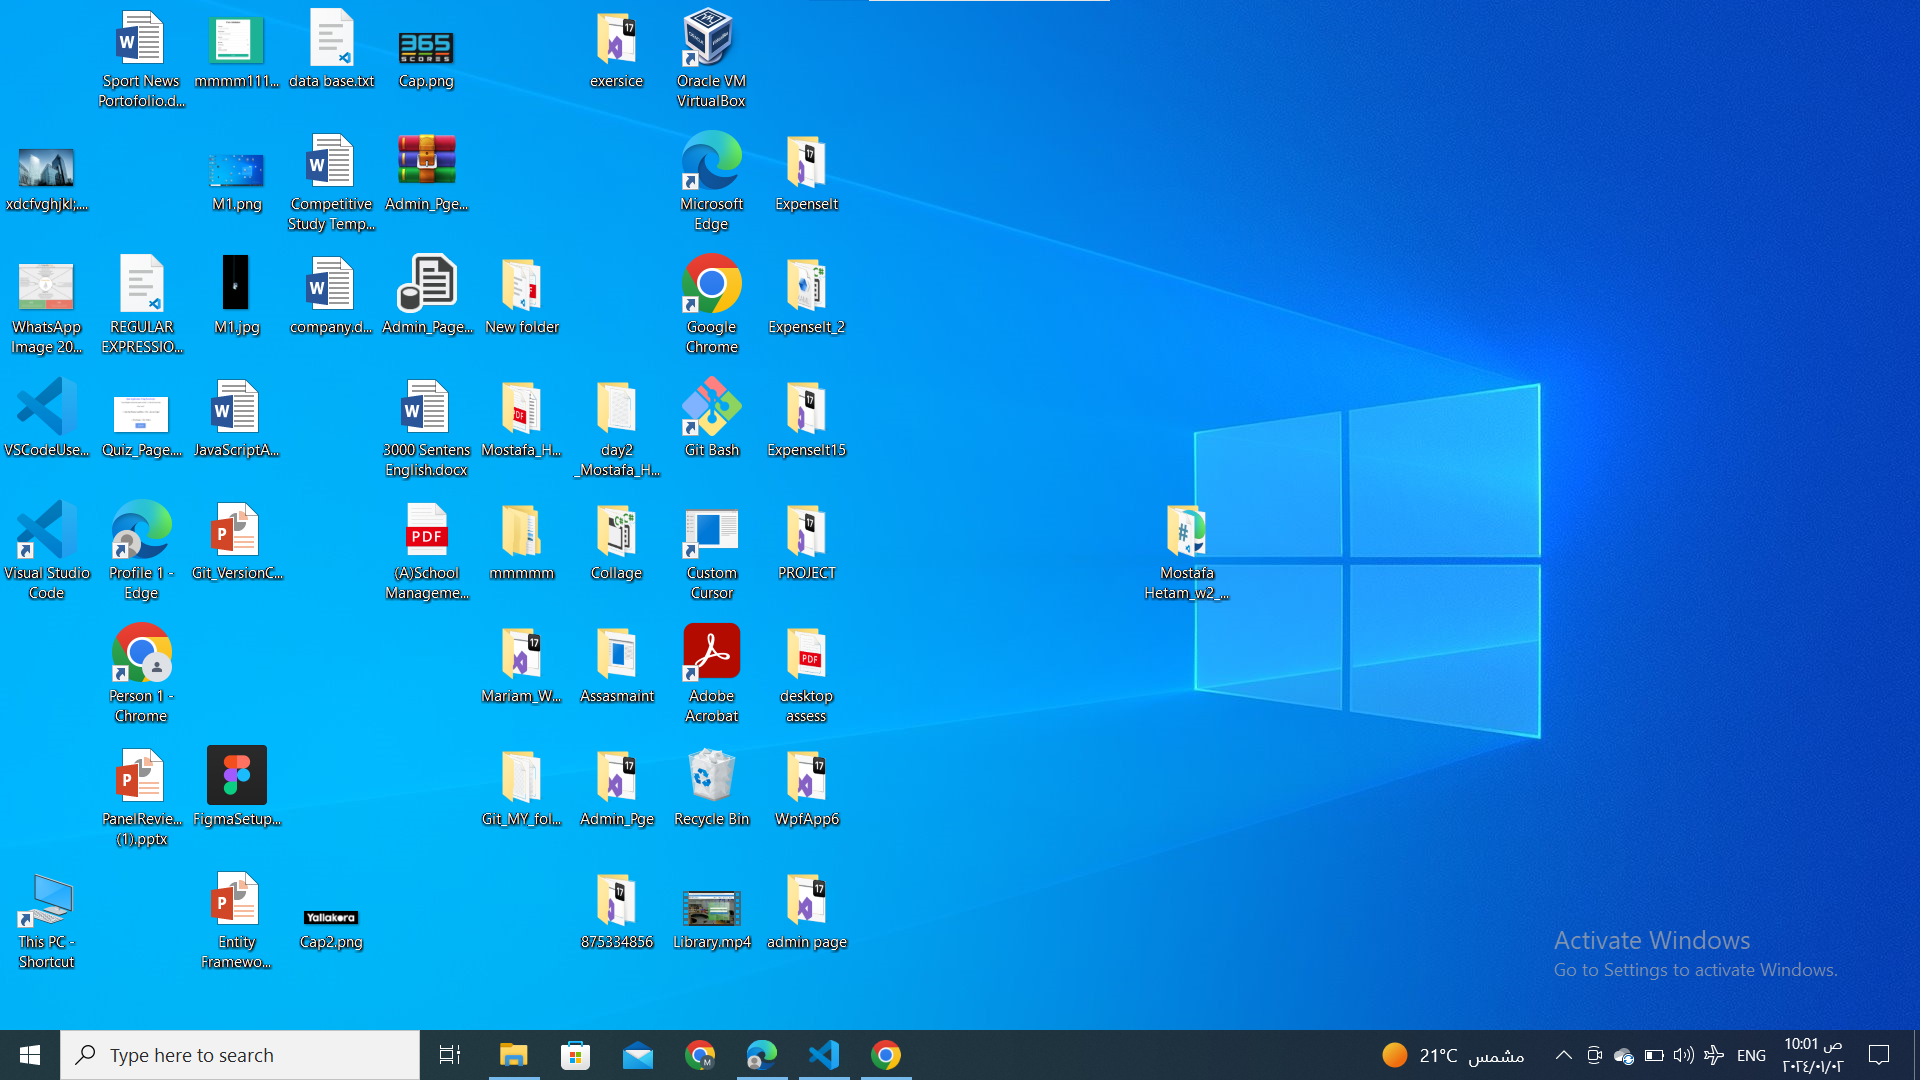 Sport News
Portofolio.d...
mmmm111...
data base.txt
Cap.png
exersice
Oracle VM
VirtualBox
xdcfvghjkl;....
M1.png
Competitive
Study Temp...
Admin_Pge...
Microsoft
Edge
ExpenseIt
WhatsApp
Image 20...
REGULAR
EXPRESSIO...
M1.jpg
company.d...
Admin_Page...
New folder
Google
Chrome
ExpenseIt_2
VSCodeUse...
Quiz_Page....
JavaScriptA...
3000 Sentens
English.docx
Mostafa_H...
day2
_Mostafa_H...
Git Bash
ExpenseIt15
Visual Studio
Code
Profile 1 -
Edge
Git_VersionC...
PDF
(A)School
Manageme...
mmmmm
Collage
Custom
Cursor
PROJECT
Mostafa
Hetam_w2_...
Person 1 -
Chrome
Mariam_W...
Assasmaint
Adobe
Acrobat
desktop
assess
PanelRevie...
(1).pptx
FigmaSetup...
Git_MY_fol...
Admin_Pge
Recycle Bin
WpfApp6
This PC -
Shortcut
Entity
Framewo...
Yallakora
Cap2.png
875334856
Library.mp4
admin page
Activate Windows
Go to Settings to activate Windows.
Type here to search
21°C مشمس
ENG
10:01 ص
٢٠٢٤/٠١/٠٢